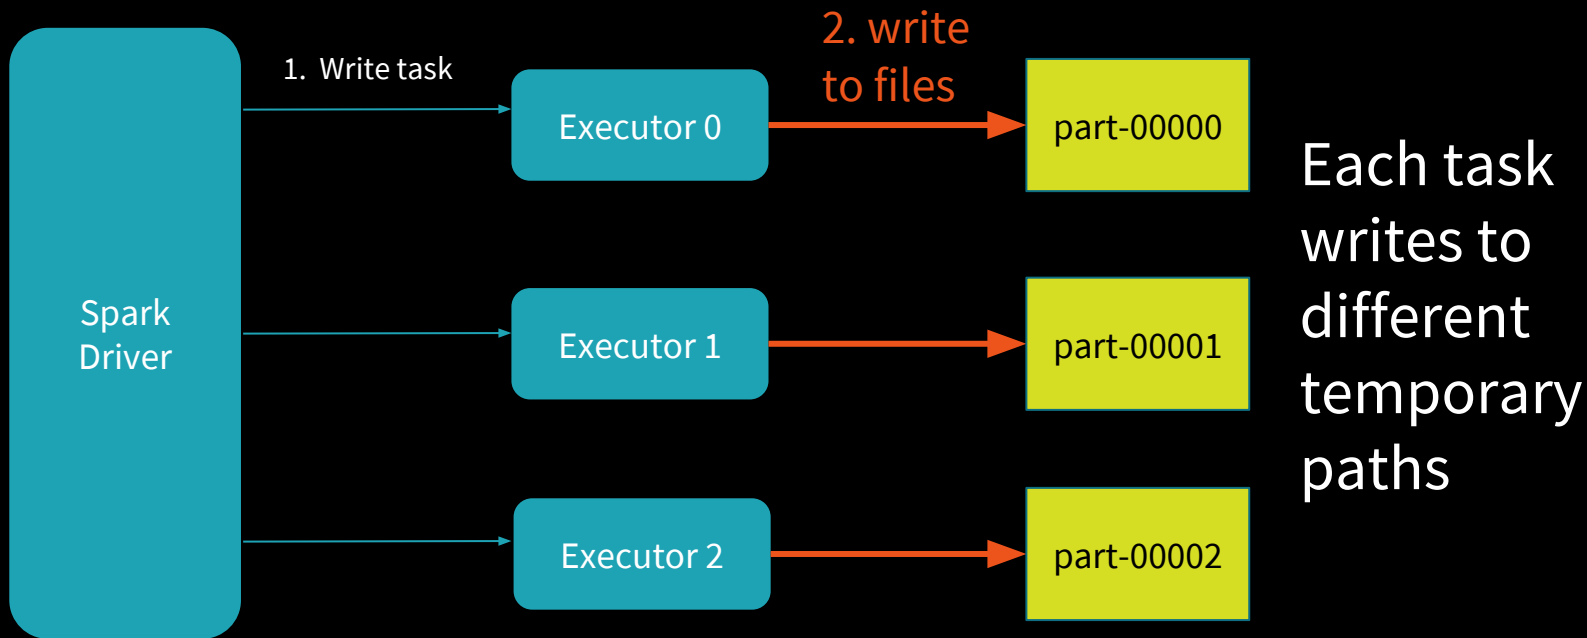 Spark
Driver
1. Write task
Executor 0
2. write
to files
part-00000
Executor 1
part-00001
Executor 2
part-00002
Each task
writes to
different
temporary
paths